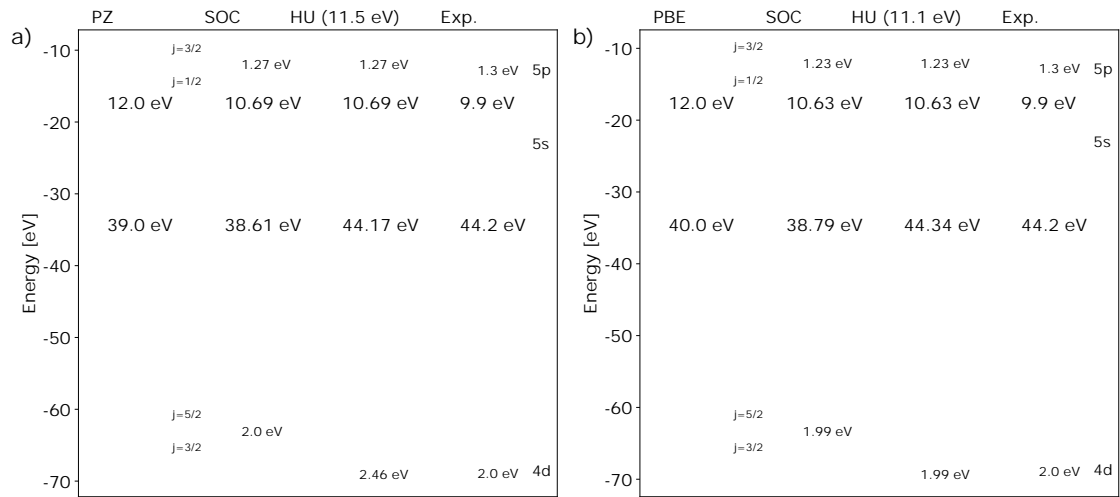 PZ SOC HU (11.5 eV) Exp.
a)
-10
j=3/2
1.27 eV 1.27 eV 1.3 eV 5p
j=1/2
12.0 eV 10.69 eV 10.69 eV 9.9 eV
-20
5s
-30
39.0 eV 38.61 eV 44.17 eV 44.2 eV
Energy [eV]
-40
-50
-60
j=5/2
2.0 eV
j=3/2
2.46 eV 2.0 eV 4d
-70
PBE SOC HU (11.1 eV) Exp.
b)
-10
j=3/2
1.23 eV 1.23 eV 1.3 eV 5p
j=1/2
12.0 eV 10.63 eV 10.63 eV 9.9 eV
-20
5s
-30
40.0 eV 38.79 eV 44.34 eV 44.2 eV
Energy [eV]
-40
-50
-60
j=5/2
1.99 eV
j=3/2
1.99 eV 2.0 eV 4d
-70